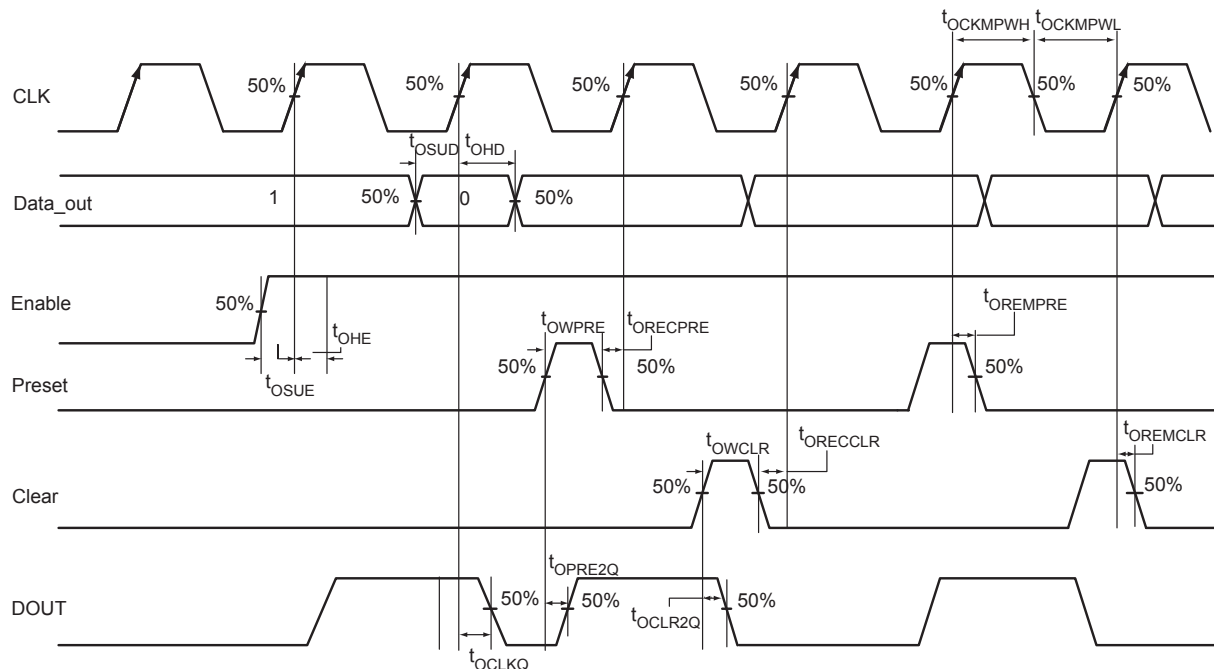 tOCKMPWH tOCKMPWL
CLK 50% 50% 50% 50% 50% 50% 50%
tOSUD tOHD
Data_out 1 50% 0 50%
Enable 50%
tOHE
tOSUE
tOWPRE tORECPRE tOREMPRE
Preset 50% 50% 50%
tOWCLR tORECCLR tOREMCLR
Clear 50% 50% 50%
tOPRE2Q
DOUT 50% 50% 50%
tOCLR2Q
tOCLKQ